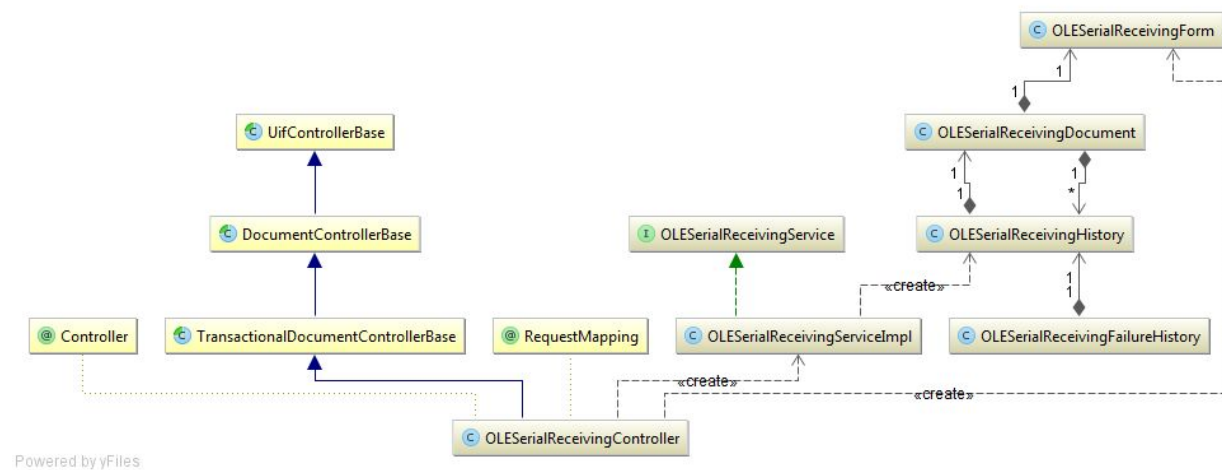 C OLESerialReceivingForm
1
1
C UifControllerBase
C OLESerialReceivingDocument
1
1
1
*
C DocumentControllerBase
I OLESerialReceivingService
C OLESerialReceivingHistory
«create»
1
1
@ Controller
C TransactionalDocumentControllerBase
@ RequestMapping
C OLESerialReceivingServiceImpl
C OLESerialReceivingFailureHistory
«create»
«create»
C OLESerialReceivingController
Powered by yFiles